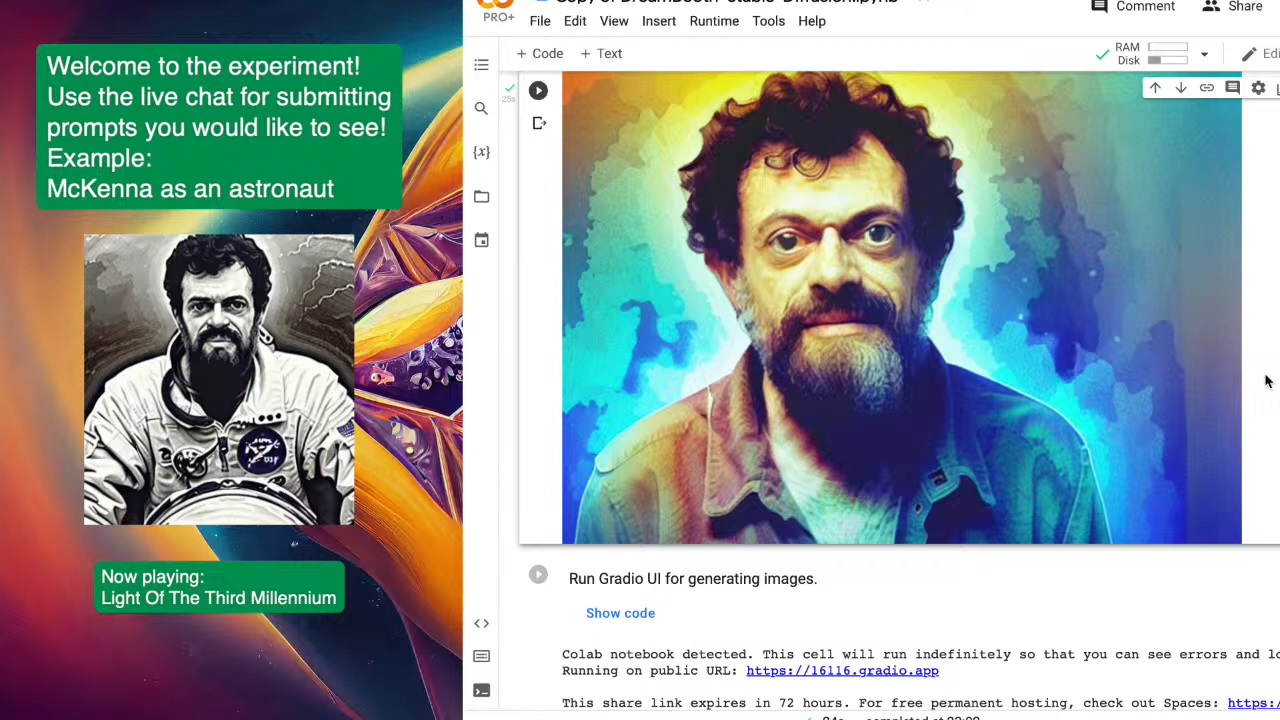 Welcome to the experiment!
Use the live chat for submitting
prompts you would like to see!
Example:
McKenna as an astronaut
Now playing:
Light Of The Third Millennium
PRO+
File Edit View Insert Runtime Tools Help
Comment Share
+ Code + Text
RAM
Disk
25s
{x}
Run Gradio UI for generating images.
Show code
Colab notebook detected. This cell will run indefinitely so that you can see errors and
Running on public URL: https://16116.gradio.app
This share link expires in 72 hours. For free permanent hosting, check out Spaces: https: